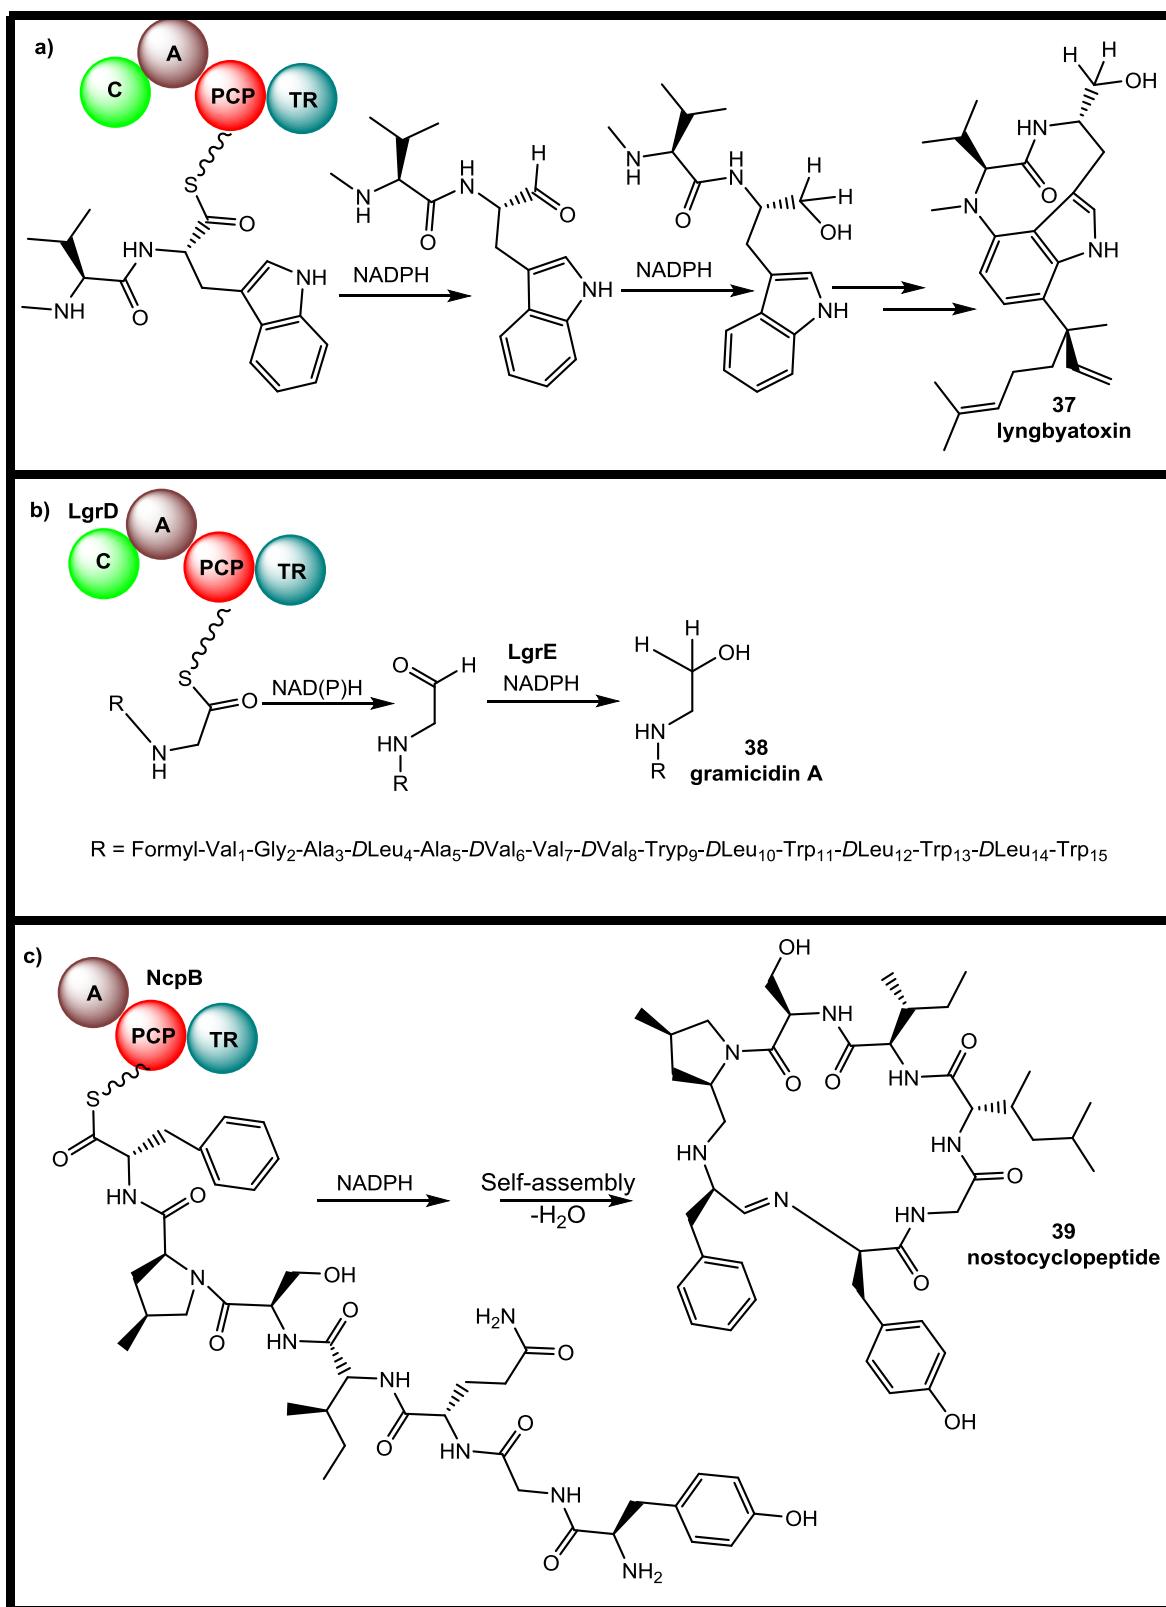 a)
C
A
PCP
TR
S
O
NH
O
NH
NH
NADPH
N
H
O
H
N
H
O
NH
NADPH
N
H
O
H
N
H
H
OH
NH
H
H
OH
HN
O
N
NH
37
lyngbyatoxin
b)
LgrD
C
A
PCP
TR
S
R
O
N
H
NAD(P)H
O
H
HN
R
LgrE
NADPH
H
H
OH
HN
R
38
gramicidin A
R = Formyl-Val1-Gly2-Ala3-DLeu4-Ala5-DVal6-Val7-DVal8-Tryp9-DLeu10-Trp11-DLeu12-Trp13-DLeu14-Trp15
c)
NcpB
A
PCP
TR
S
O
HN
O
N
O
OH
HN
O
NH
O
H2N
O
HN
O
NH
O
NH2
OH
NADPH
Self-assembly
-H2O
OH
N
O
NH
O
HN
O
HN
O
HN
O
HN
N
OH
39
nostocyclopeptide